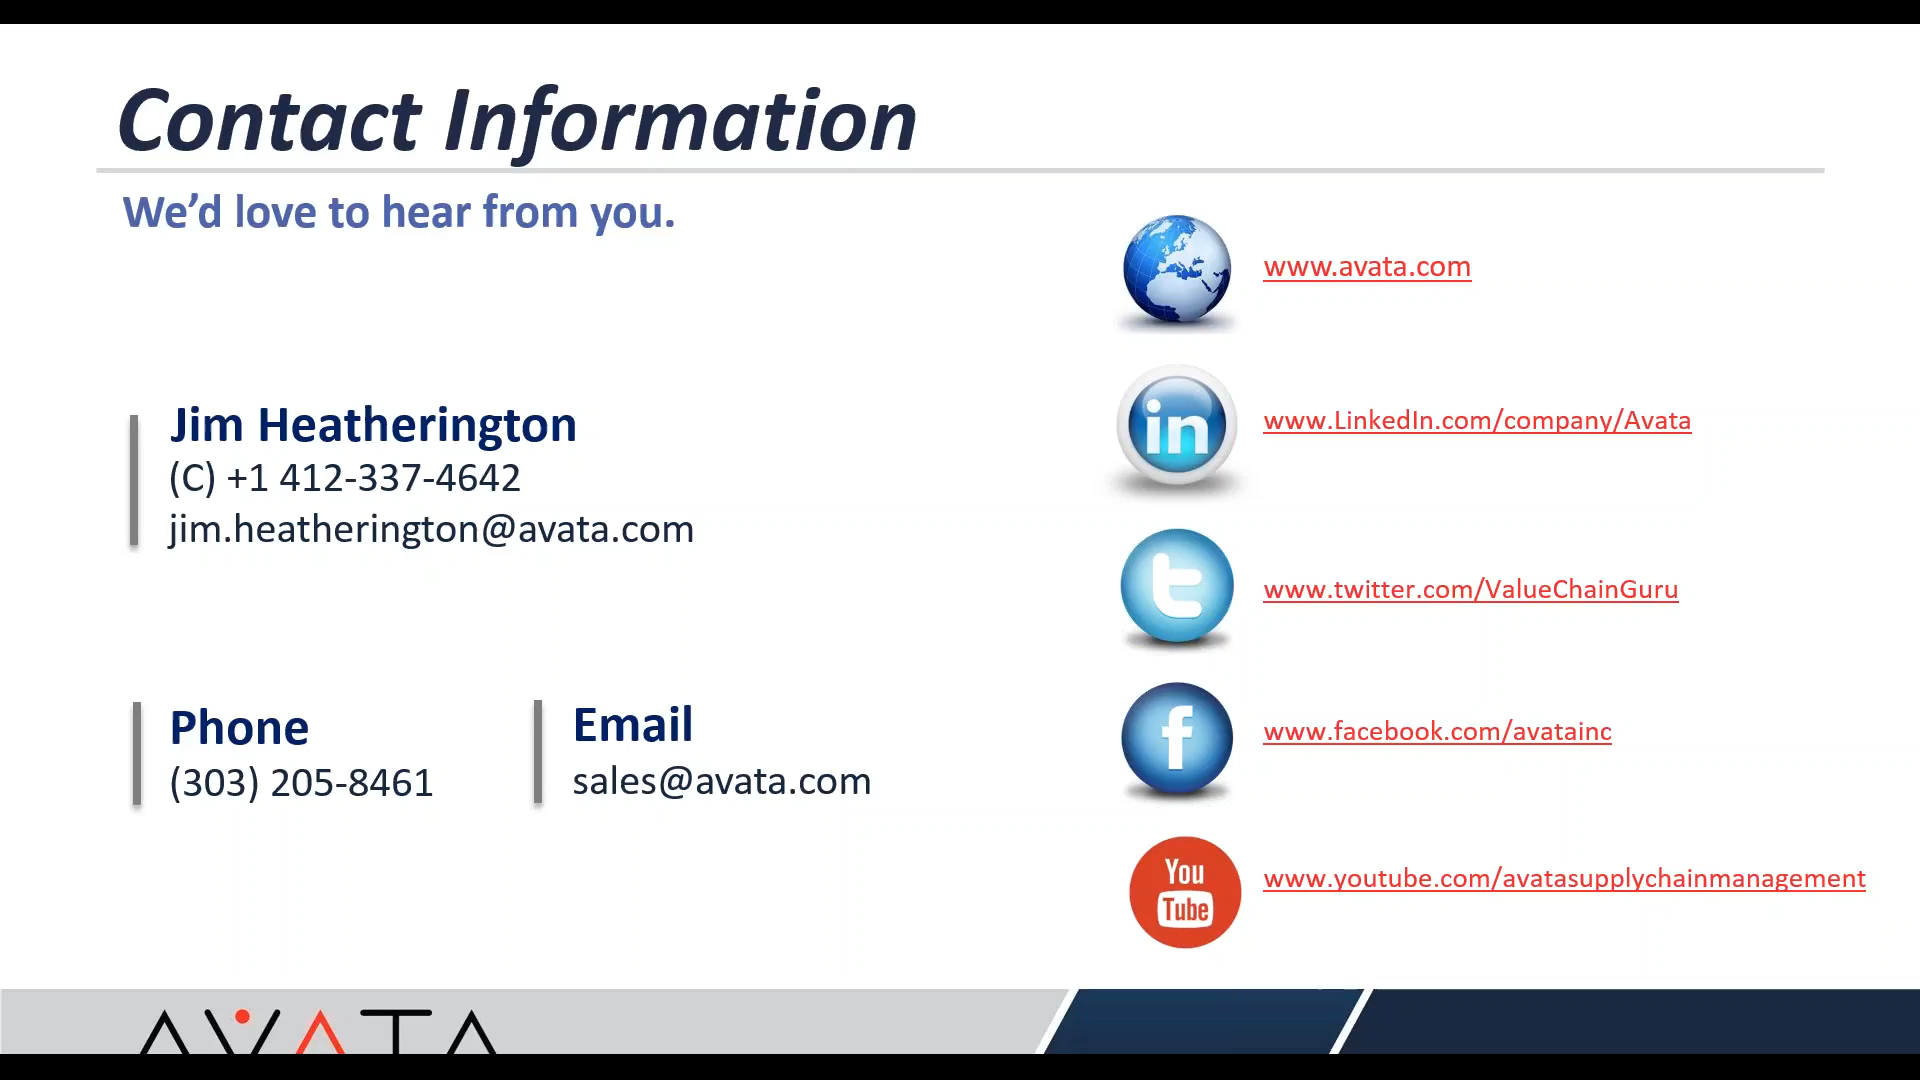 Contact Information
We’d love to hear from you.
Jim Heatherington
(C) +1 412-337-4642
jim.heatherington@avata.com
Phone
(303) 205-8461
Email
sales@avata.com
www.avata.com
in
www.LinkedIn.com/company/Avata
t
www.twitter.com/ValueChainGuru
f
www.facebook.com/avatainc
You
Tube
www.youtube.com/avatasupplychainmanagement
AVATA